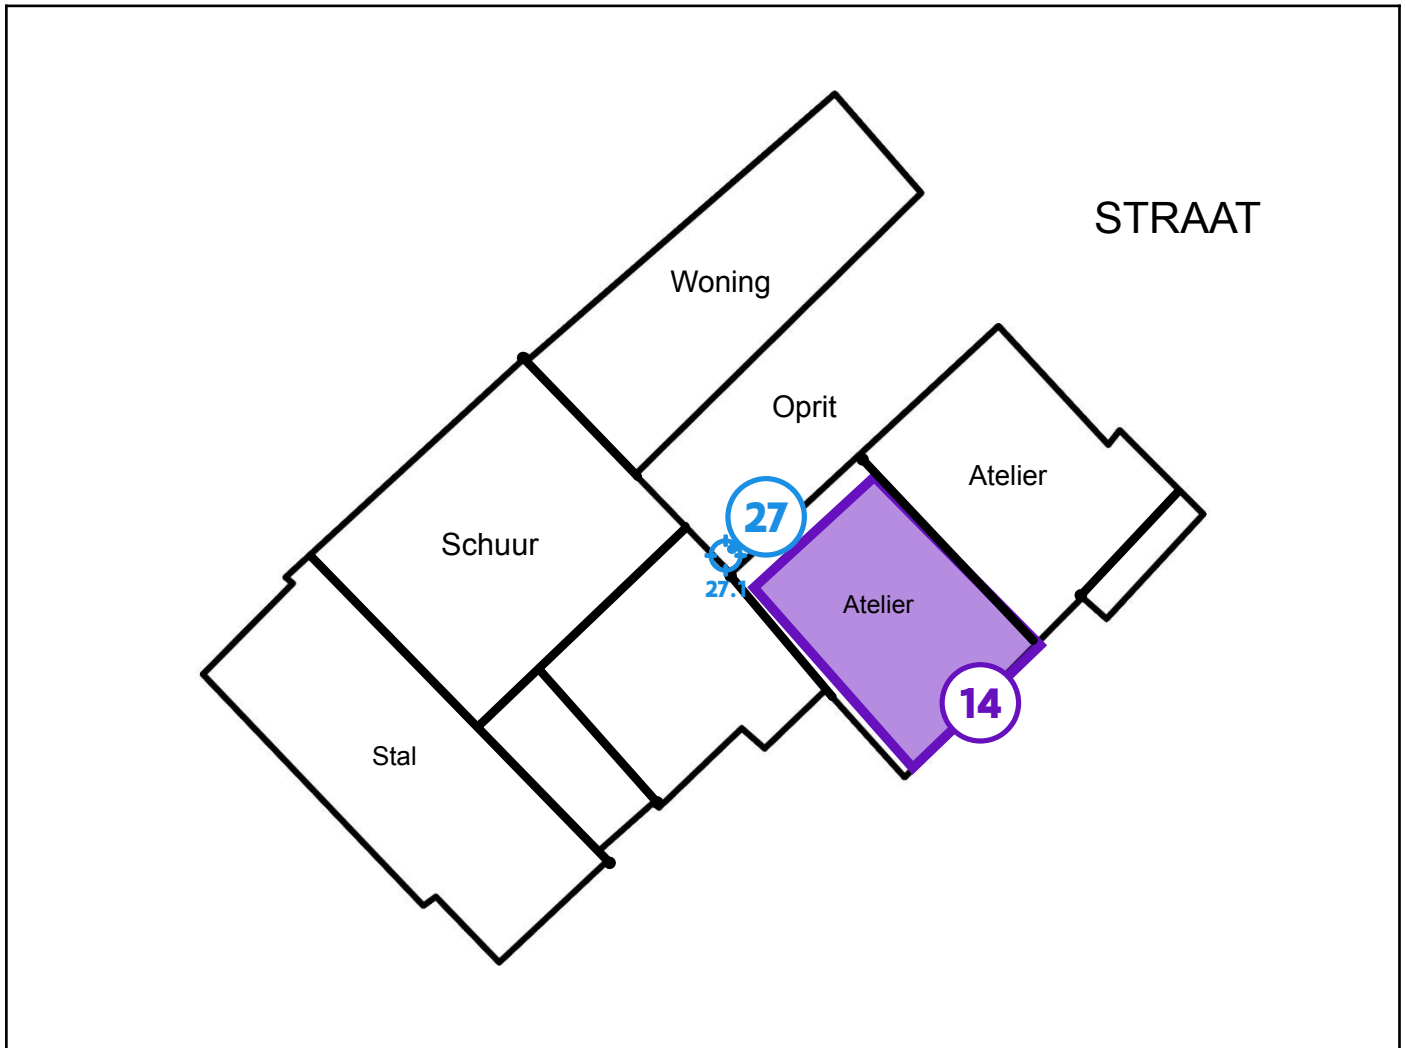 STRAAT
Woning
Oprit
Atelier
27
Schuur
27.1
Atelier
14
Stal